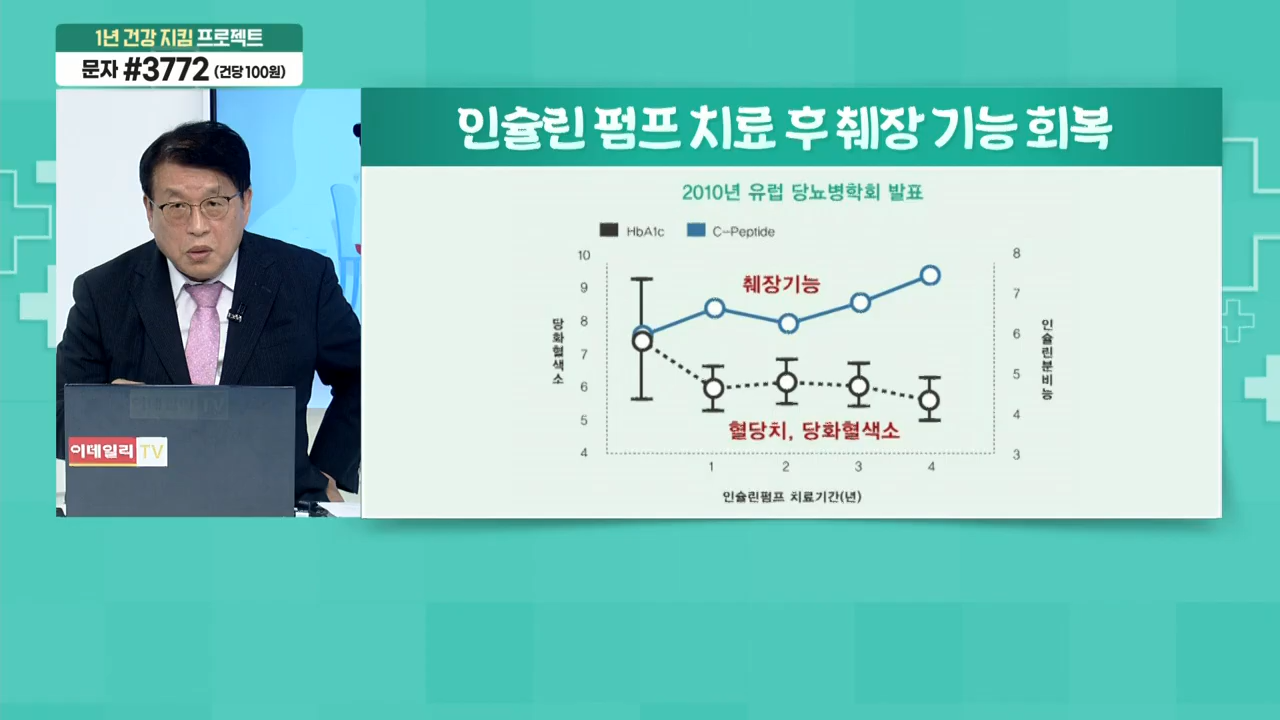 1년 건강 지킴 프로젝트
문자 #3772 (건당 100원)
인슐린 펌프 치료 후 췌장 기능 회복
2010년 유럽 당뇨병학회 발표
HbA1c
C-Peptide
10
9
8
7
6
5
4
당화혈색소
췌장기능
혈당치, 당화혈색소
8
7
6
5
4
3
인슐린분비능
1
2
3
4
인슐린펌프 치료기간(년)
이데일리 TV